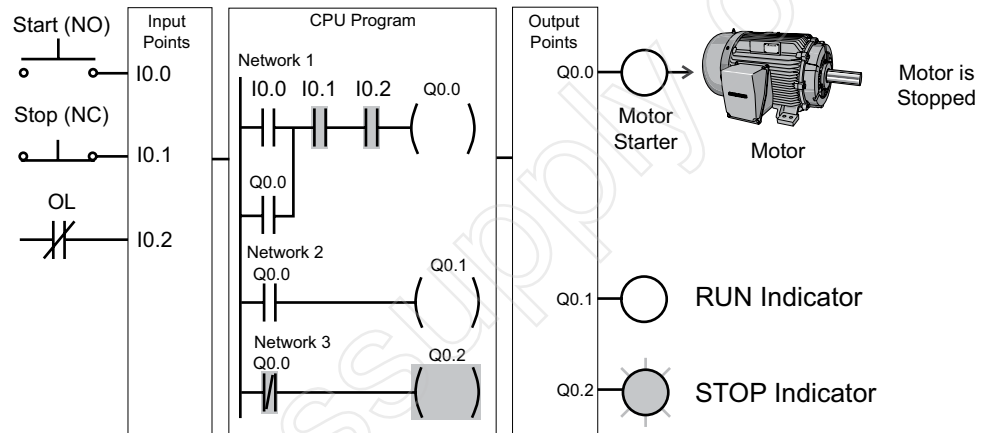 Start (NO)
I0.0
Stop (NC)
I0.1
OL
I0.2
Input
Points
CPU Program
Network 1
I0.0 I0.1 I0.2 Q0.0
Q0.0
Network 2
Q0.0 Q0.1
Network 3
Q0.0 Q0.2
Output
Points
Q0.0
Motor
Starter
Motor
Motor is
Stopped
Q0.1
RUN Indicator
Q0.2
STOP Indicator
ssupply